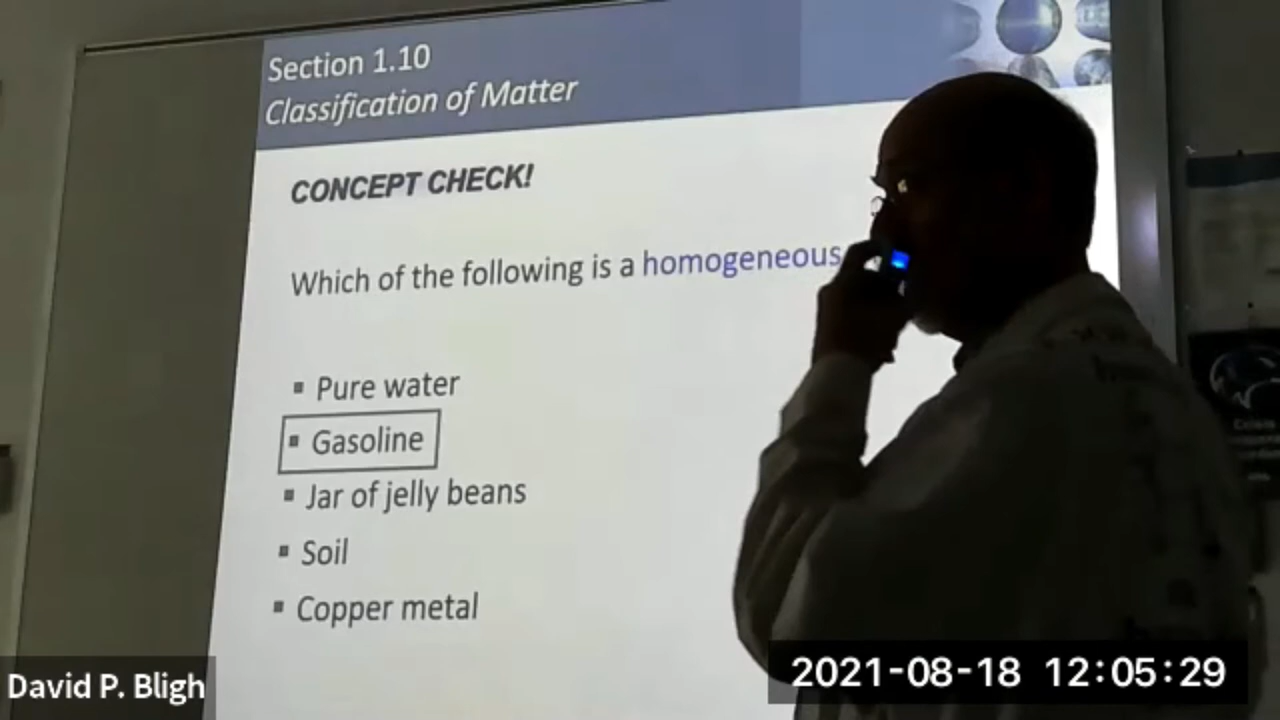 Section 1.10
Classification of Matter
CONCEPT CHECK!
Which of the following is a homogeneous
▪ Pure water
▪ Gasoline
▪ Jar of jelly beans
▪ Soil
▪ Copper metal
David P. Bligh
2021-08-18 12:05:29